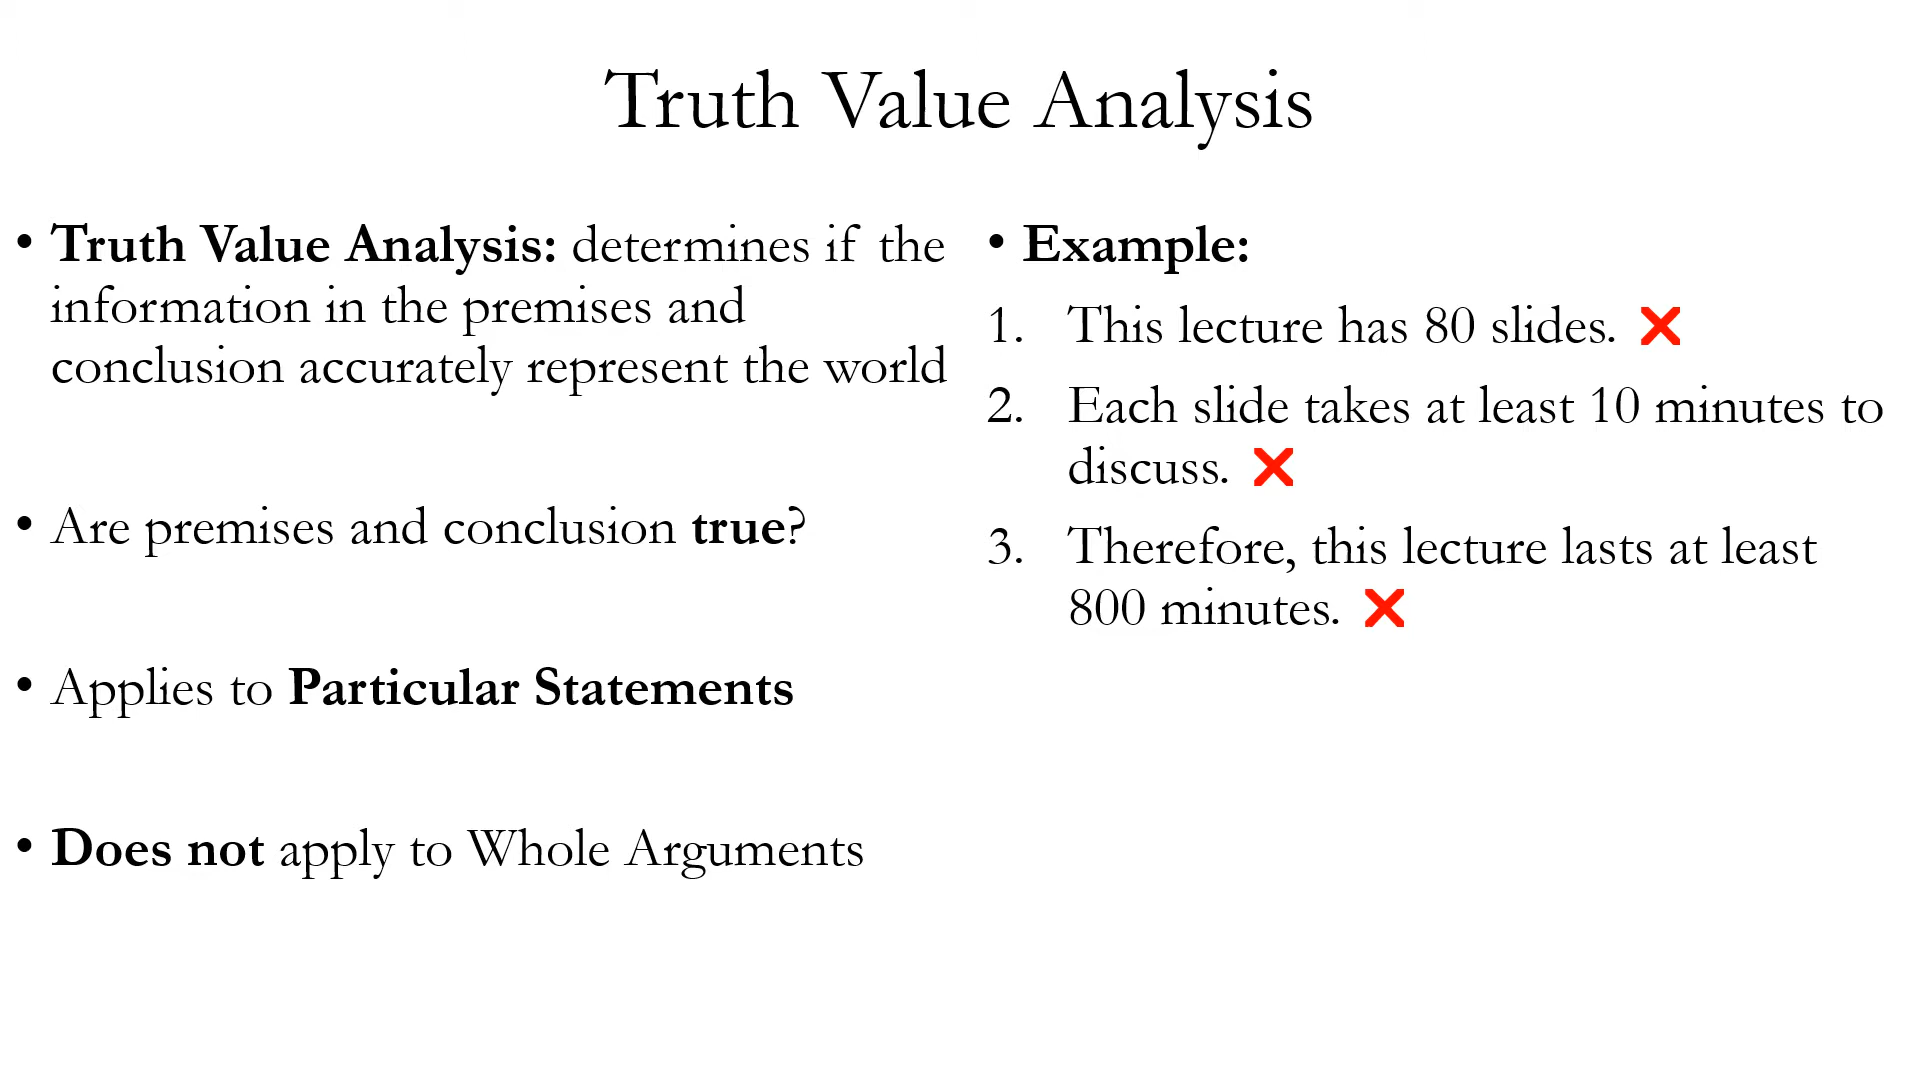 Truth Value Analysis
• Truth Value Analysis: determines if the
information in the premises and
conclusion accurately represent the world
• Are premises and conclusion true?
• Applies to Particular Statements
• Does not apply to Whole Arguments
• Example:
1. This lecture has 80 slides. ❌
2. Each slide takes at least 10 minutes to
discuss. ❌
3. Therefore, this lecture lasts at least
800 minutes. ❌